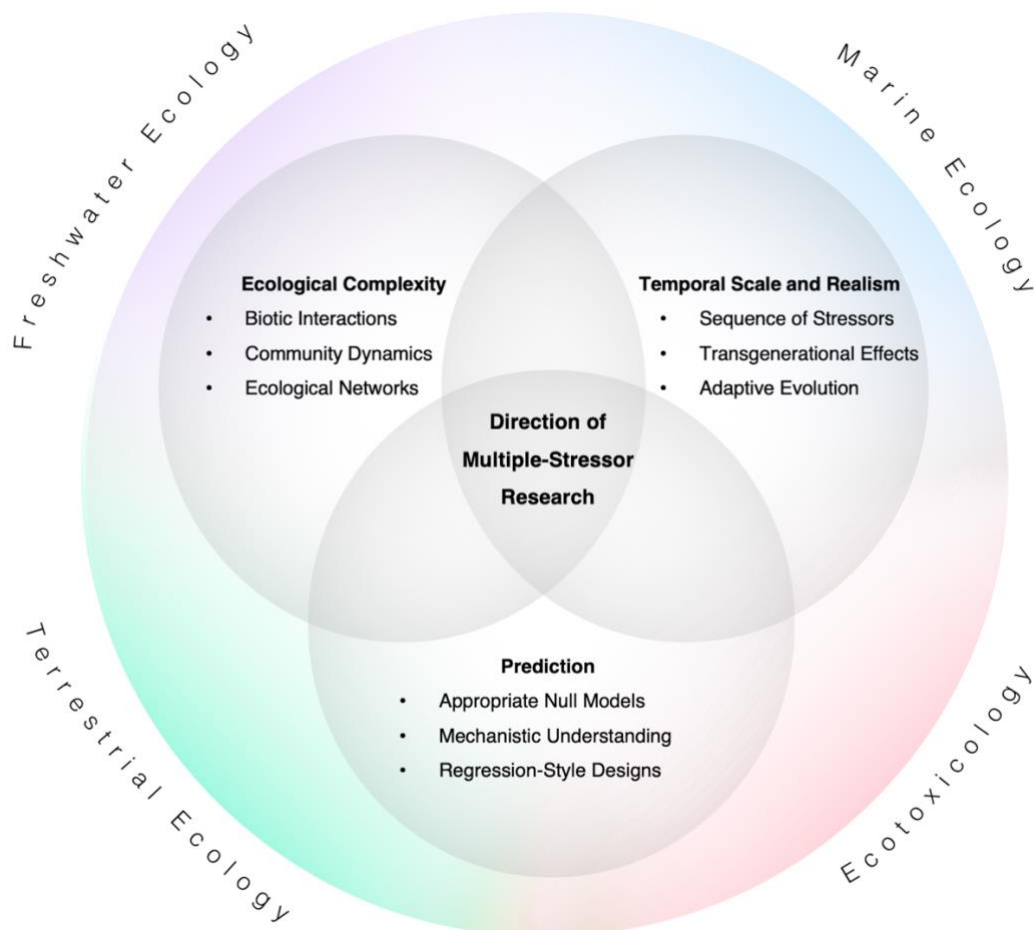 Freshwater Ecology
Marine Ecology
Ecological Complexity
• Biotic Interactions
• Community Dynamics
• Ecological Networks
Temporal Scale and Realism
• Sequence of Stressors
• Transgenerational Effects
• Adaptive Evolution
Direction of
Multiple-Stressor
Research
Prediction
• Appropriate Null Models
• Mechanistic Understanding
• Regression-Style Designs
Terrestrial Ecology
Ecotoxicology